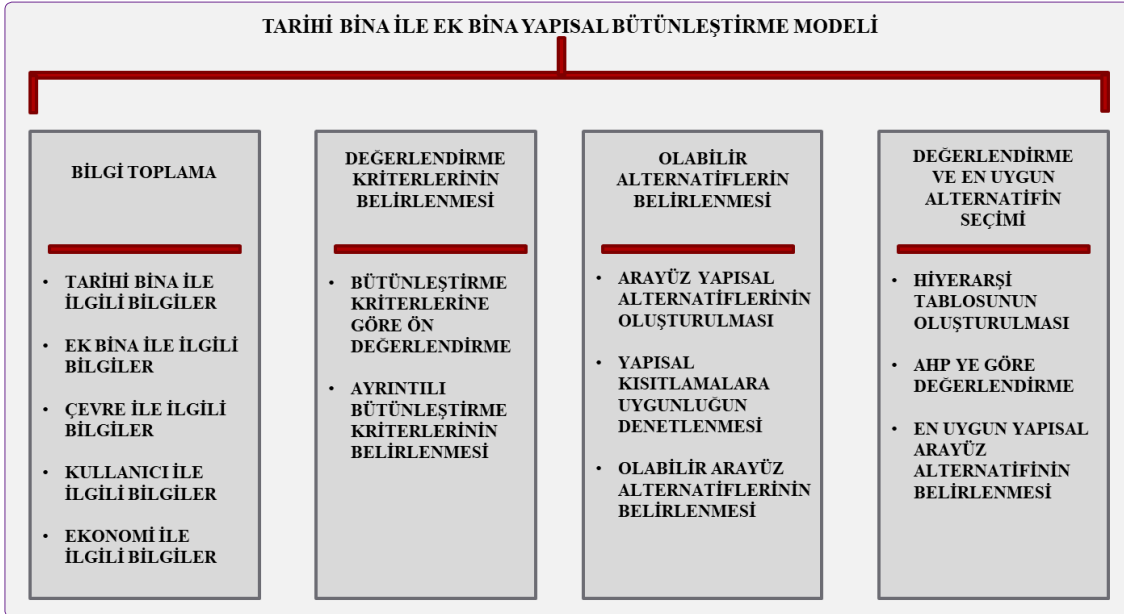 TARİHİ BİNA İLE EK BİNA YAPISAL BÜTÜNLEŞTİRME MODELİ
BİLGİ TOPLAMA
• TARİHİ BİNA İLE
İLGİLİ BİLGİLER
• EK BİNA İLE İLGİLİ
BİLGİLER
• ÇEVRE İLE İLGİLİ
BİLGİLER
• KULLANICI İLE
İLGİLİ BİLGİLER
• EKONOMİ İLE
İLGİLİ BİLGİLER
DEĞERLENDİRME
KRİTERLERİNİN
BELİRLENMESİ
• BÜTÜNLEŞTİRME
KRİTERLERİNE
GÖRE ÖN
DEĞERLENDİRME
• AYRINTILI
BÜTÜNLEŞTİRME
KRİTERLERİNİN
BELİRLENMESİ
OLABİLİR
ALTERNATİFLERİN
BELİRLENMESİ
• ARAYÜZ YAPISAL
ALTERNATİFLERİNİN
OLUŞTURULMASI
• YAPISAL
KISITLAMALARA
UYGUNLUĞUN
DENETLENMESİ
• OLABİLİR ARAYÜZ
ALTERNATİFLERİNİN
BELİRLENMESİ
DEĞERLENDİRME
VE EN UYGUN
ALTERNATİFİN
SEÇİMİ
• HİYERARŞİ
TABLOSUNUN
OLUŞTURULMASI
• AHP YE GÖRE
DEĞERLENDİRME
• EN UYGUN YAPISAL
ARAYÜZ
ALTERNATİFİNİN
BELİRLENMESİ